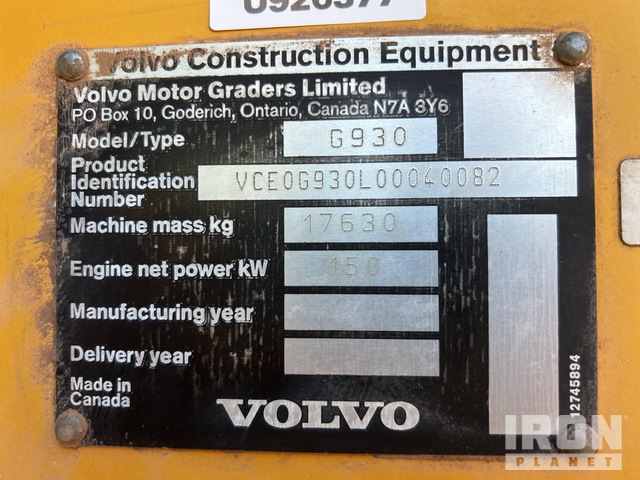 Volvo Construction Equipment
Volvo Motor Graders Limited
PO Box 10, Goderich, Ontario, Canada N7A 3Y6
Model/Type G930
Product Identification Number VCE0G930L00040082
Machine mass kg 17630
Engine net power kW 150
Manufacturing year
Delivery year
Made in
Canada
VOLVO
12745894
IRON
PLANET